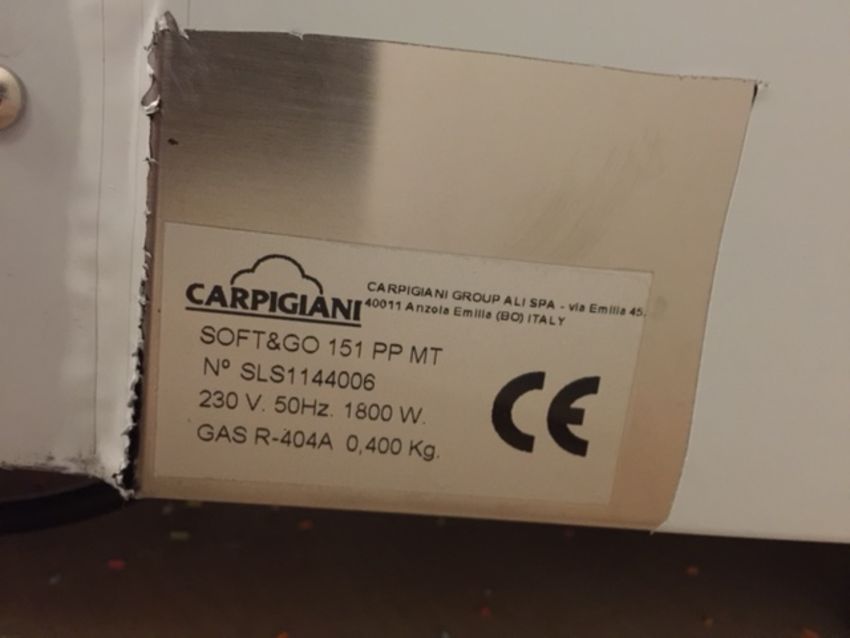 CARPIGIANI
CARPIGIANI GROUP ALI SPA - via Emilia 45.
40011 Anzola Emilia (BO) ITALY
SOFT&GO 151 PP MT
Nº SLS1144006
230 V. 50Hz. 1800 W.
GAS R-404A 0,400 Kg.
CE